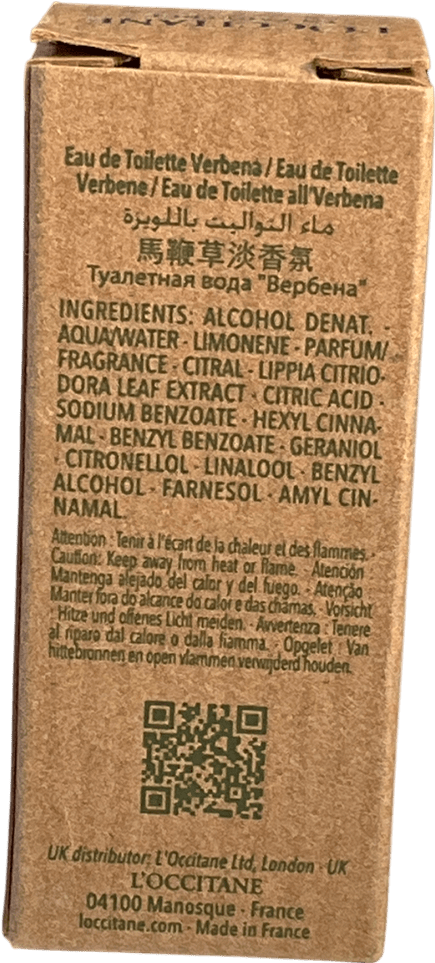 L'OCCITANE
Eau de Toilette Verbena / Eau de Toilette
Verbene / Eau de Toilette all'Verbena
ماء التواليت باللويزة
馬鞭草淡香氛
Туалетная вода "Вербена"
INGREDIENTS: ALCOHOL DENAT. -
AQUA/WATER - LIMONENE - PARFUM/
FRAGRANCE - CITRAL - LIPPIA CITRIO-
DORA LEAF EXTRACT - CITRIC ACID -
SODIUM BENZOATE - HEXYL CINNA-
MAL - BENZYL BENZOATE - GERANIOL
- CITRONELLOL - LINALOOL - BENZYL
ALCOHOL - FARNESOL - AMYL CIN-
NAMAL.
Attention : Tenir à l'écart de la chaleur et des flammes. -
Caution: Keep away from heat or flame. - Atención :
Mantenga alejado del calor y del fuego. - Atenção :
Manter fora do alcance do calor e das chamas. - Vorsicht
: Hitze und offenes Licht meiden. - Avvertenza : Tenere
al riparo dal calore o dalla fiamma. - Opgelet : Van
hittebronnen en open vlammen verwijderd houden.
UK distributor: L'Occitane Ltd, London - UK
L'OCCITANE
04100 Manosque - France
loccitane.com - Made in France